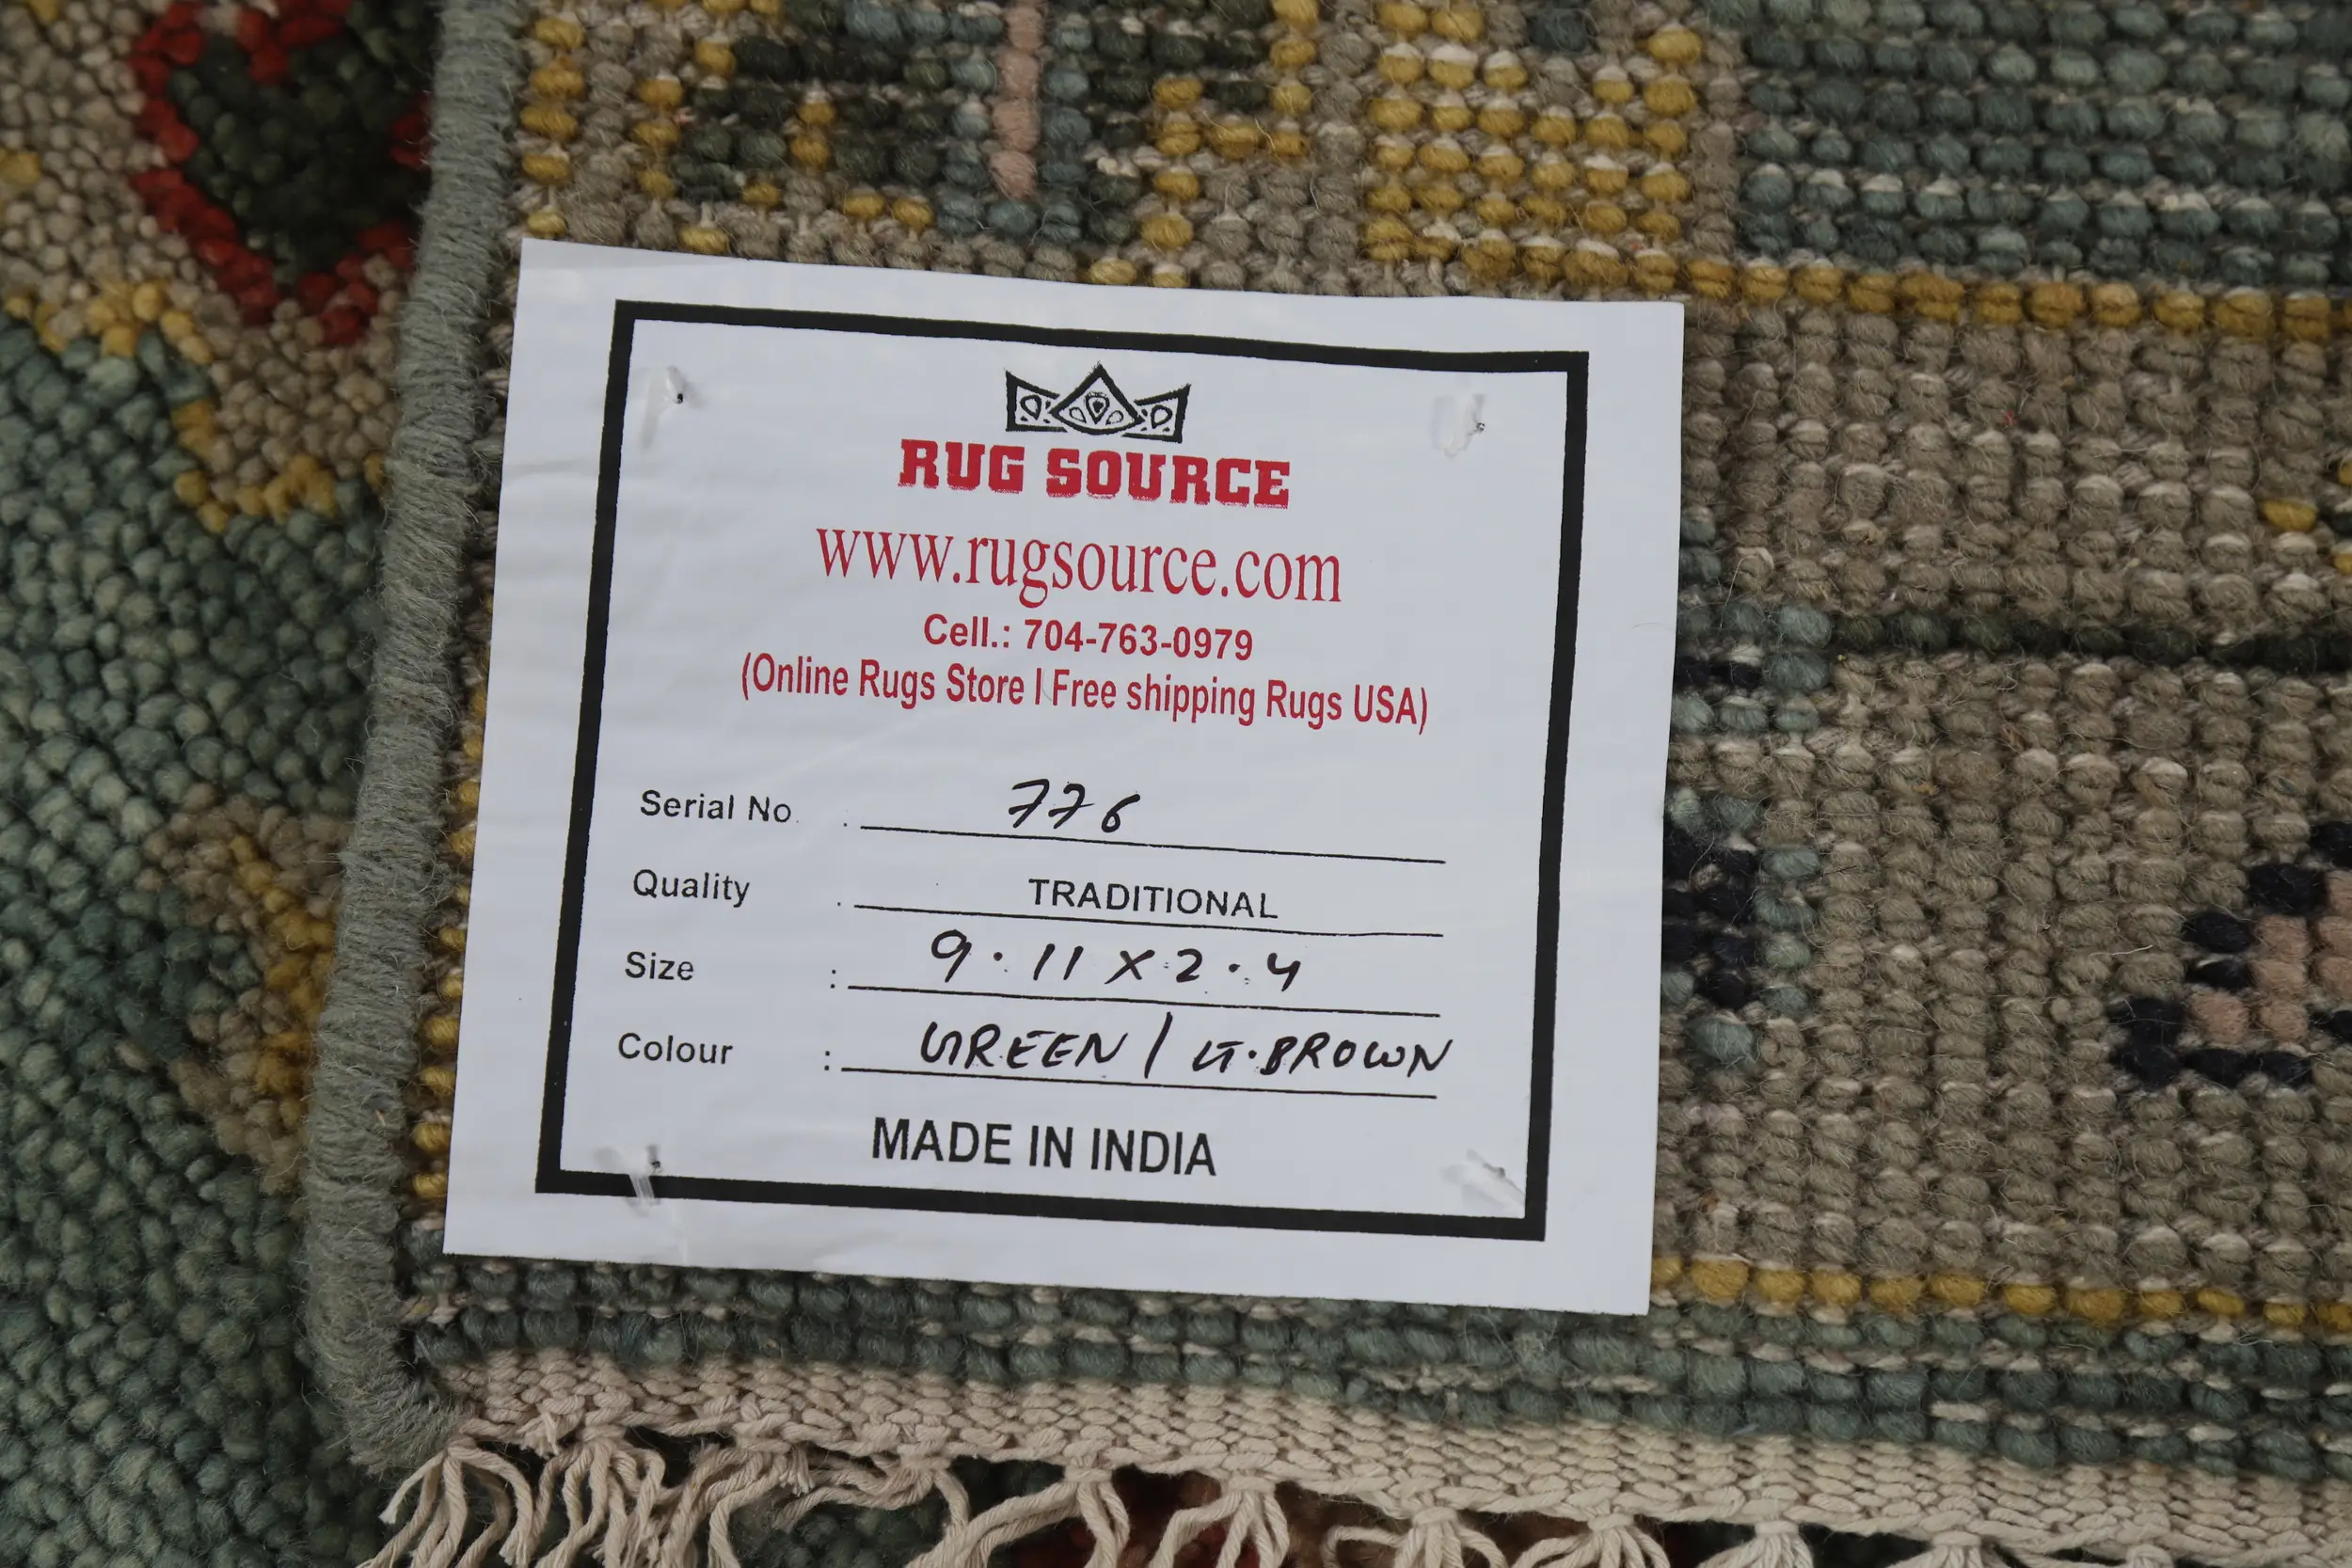 RUG SOURCE
www.rugsource.com
Cell.: 704-763-0979
(Online Rugs Store | Free shipping Rugs USA)
Serial No. : 776
Quality : TRADITIONAL
Size : 9.11 X 2.4
Colour : GREEN / LT.BROWN
MADE IN INDIA